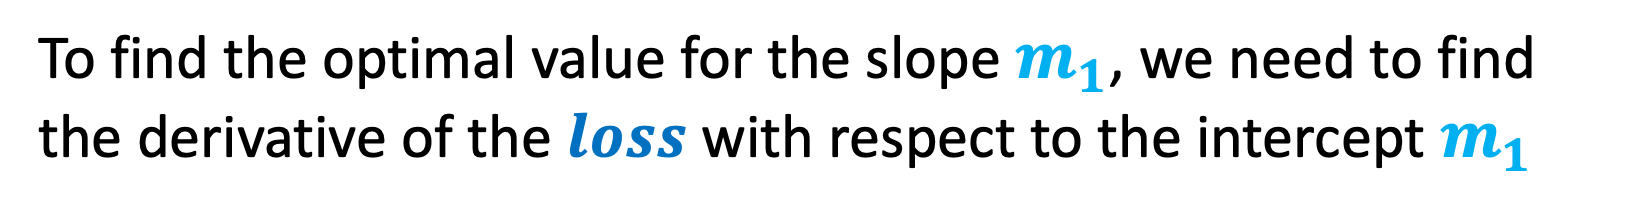 To find the optimal value for the slope m₁, we need to find
the derivative of the loss with respect to the intercept m₁